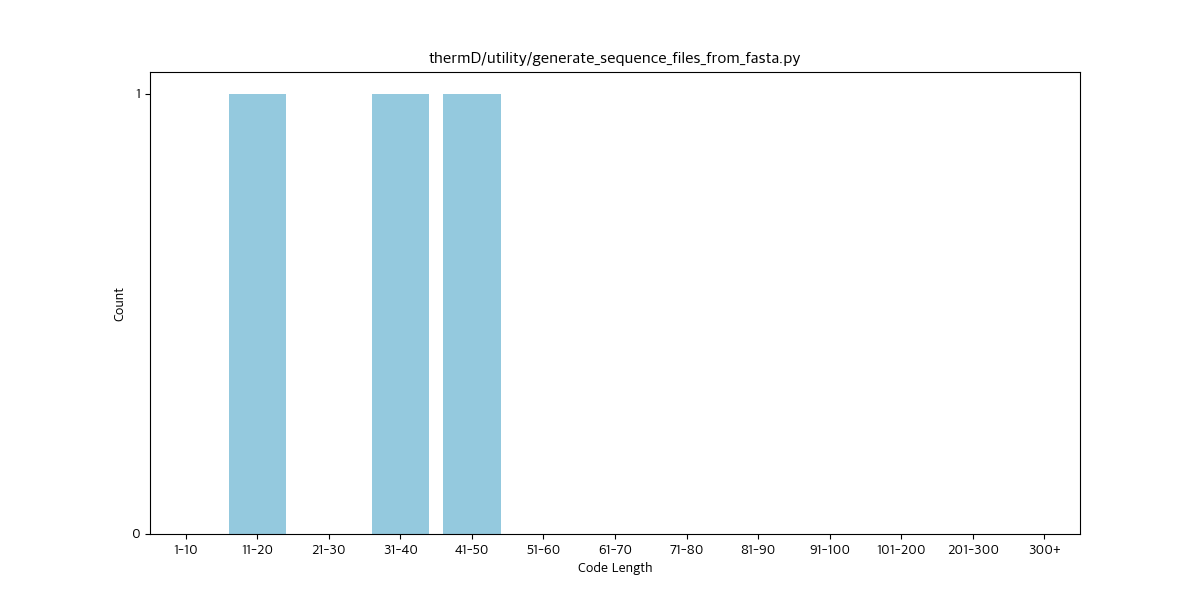 thermD/utility/generate_sequence_files_from_fasta.py
1
Count
0
1-10 11-20 21-30 31-40 41-50 51-60 61-70 71-80 81-90 91-100 101-200 201-300 300+
Code Length